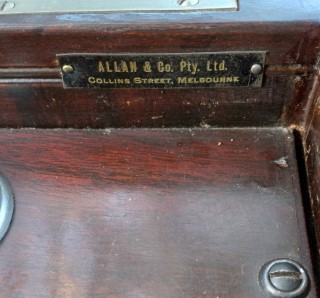 ALLAN & Co. Pty. Ltd.
COLLINS STREET, MELBOURNE